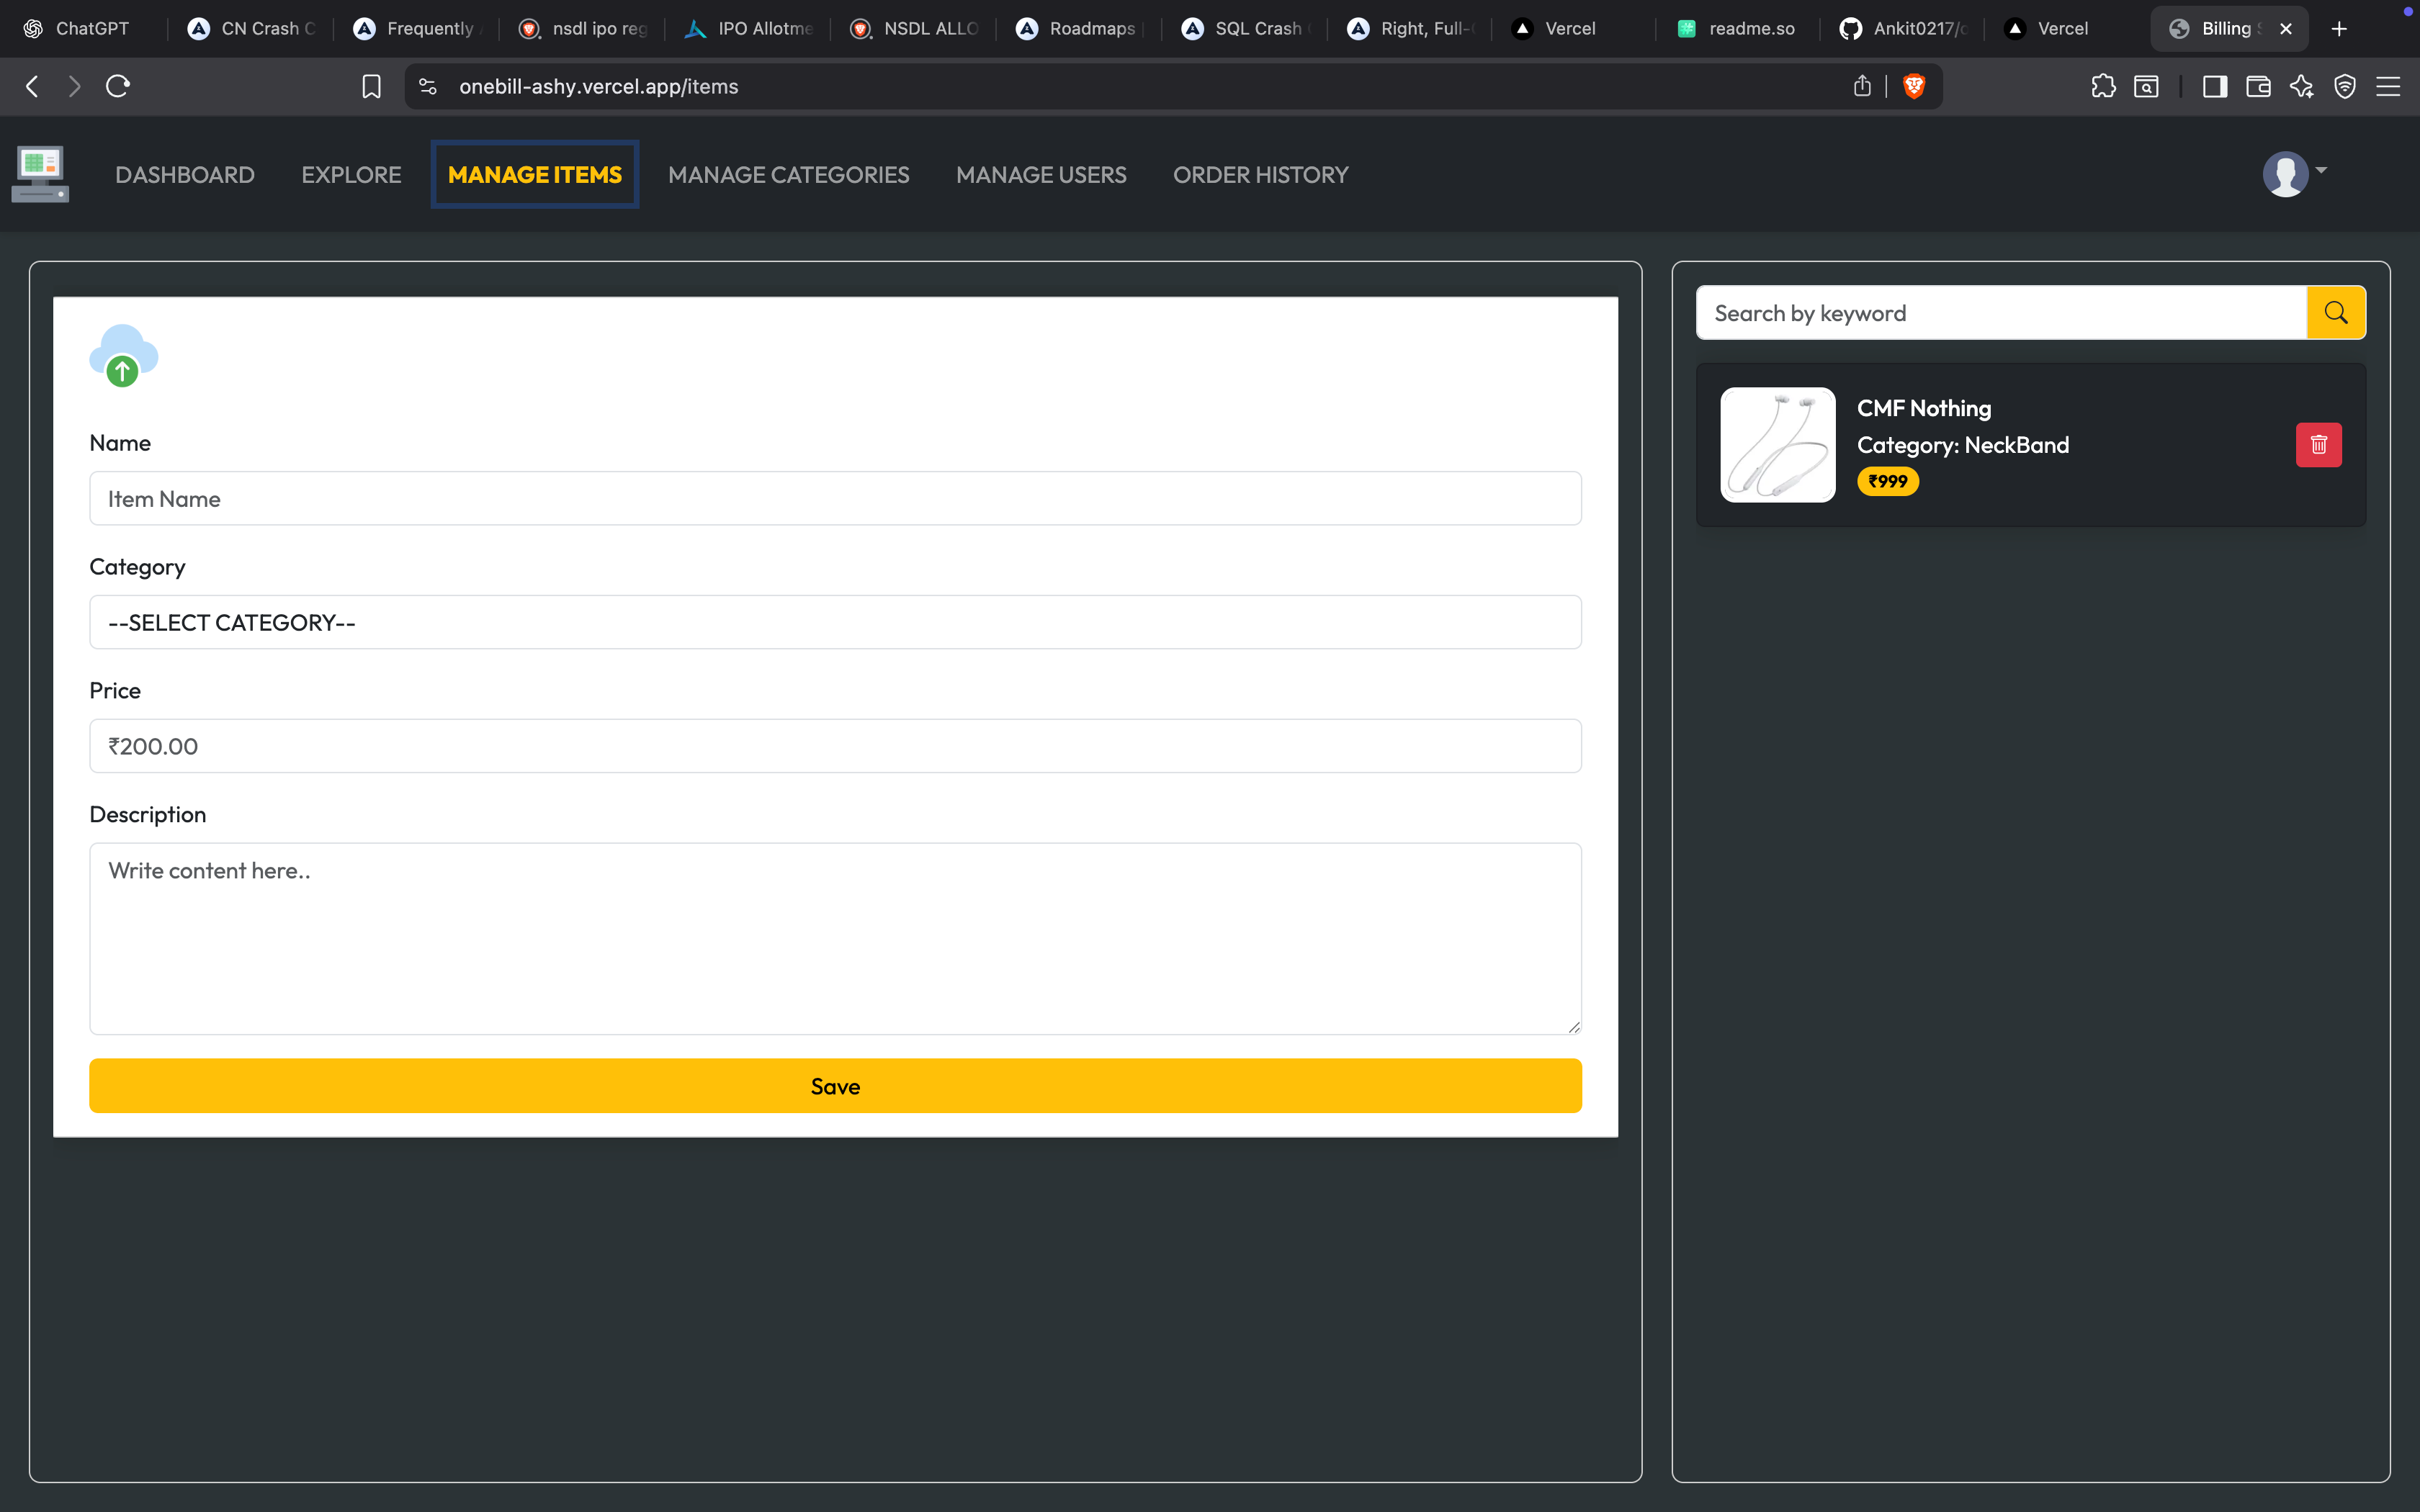 ChatGPT
CN Crash C
Frequently
nsdl ipo reg
IPO Allotme
NSDL ALLO
Roadmaps
SQL Crash
Right, Full-
Vercel
readme.so
Ankit0217/
Vercel
Billing
onebill-ashy.vercel.app/items
DASHBOARD
EXPLORE
MANAGE ITEMS
MANAGE CATEGORIES
MANAGE USERS
ORDER HISTORY
Name
Item Name
Category
--SELECT CATEGORY--
Price
₹200.00
Description
Write content here..
Save
Search by keyword
CMF Nothing
Category: NeckBand
₹999